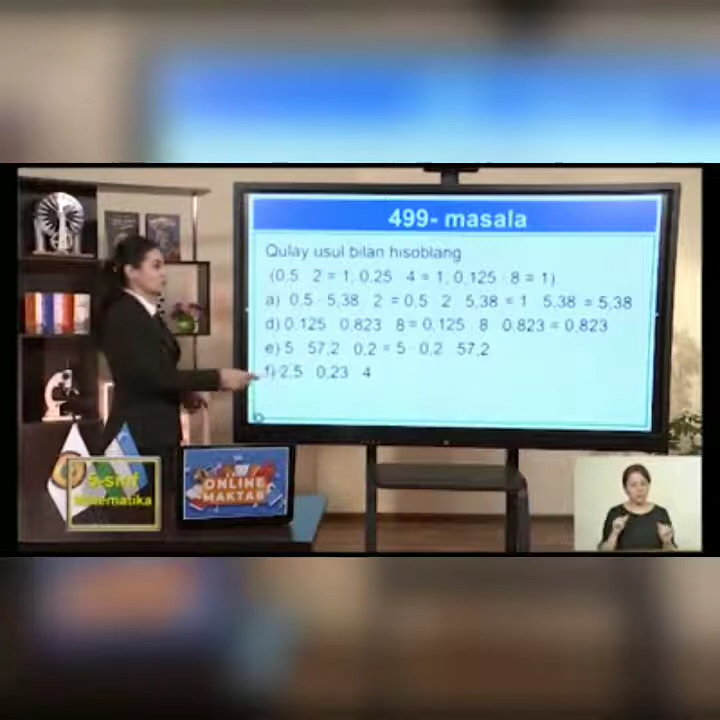 499- masala
Qulay usul bilan hisoblang
(0,5 · 2 = 1, 0,25 · 4 = 1, 0,125 · 8 = 1)
a) 0,5 · 5,38 · 2 = 0,5 · 2 · 5,38 = 1 · 5,38 = 5,38
d) 0,125 · 0,823 · 8 = 0,125 · 8 · 0,823 = 0,823
e) 5 · 57,2 · 0,2 = 5 · 0,2 · 57,2
f) 2,5 · 0,23 · 4
5-sinf
Matematika
ONLINE
MAKTAB